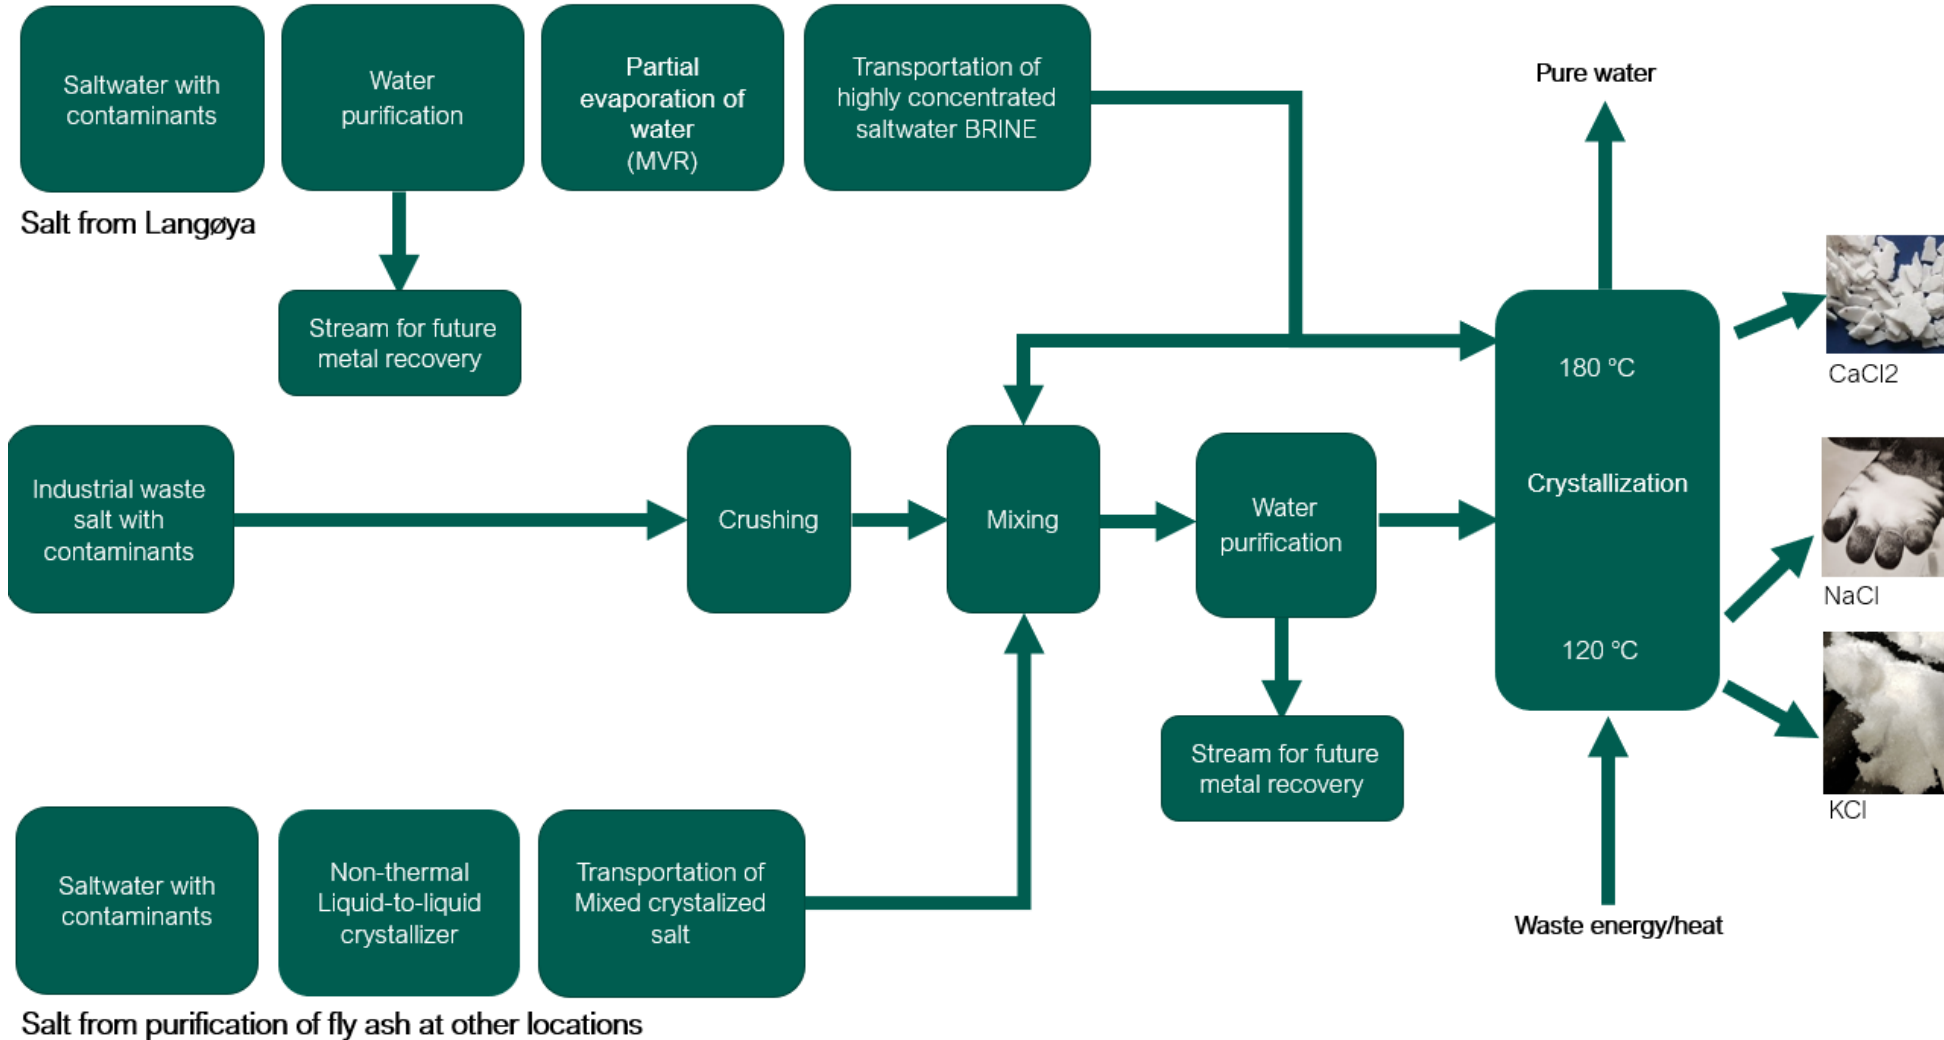 Saltwater with
contaminants
Water
purification
Partial
evaporation of
water
(MVR)
Transportation of
highly concentrated
saltwater BRINE
Pure water
Salt from Langøya
Stream for future
metal recovery
180 °C
CaCl2
Industrial waste
salt with
contaminants
Crushing
Mixing
Water
purification
Crystallization
NaCl
120 °C
Stream for future
metal recovery
KCl
Saltwater with
contaminants
Non-thermal
Liquid-to-liquid
crystallizer
Transportation of
Mixed crystalized
salt
Waste energy/heat
Salt from purification of fly ash at other locations